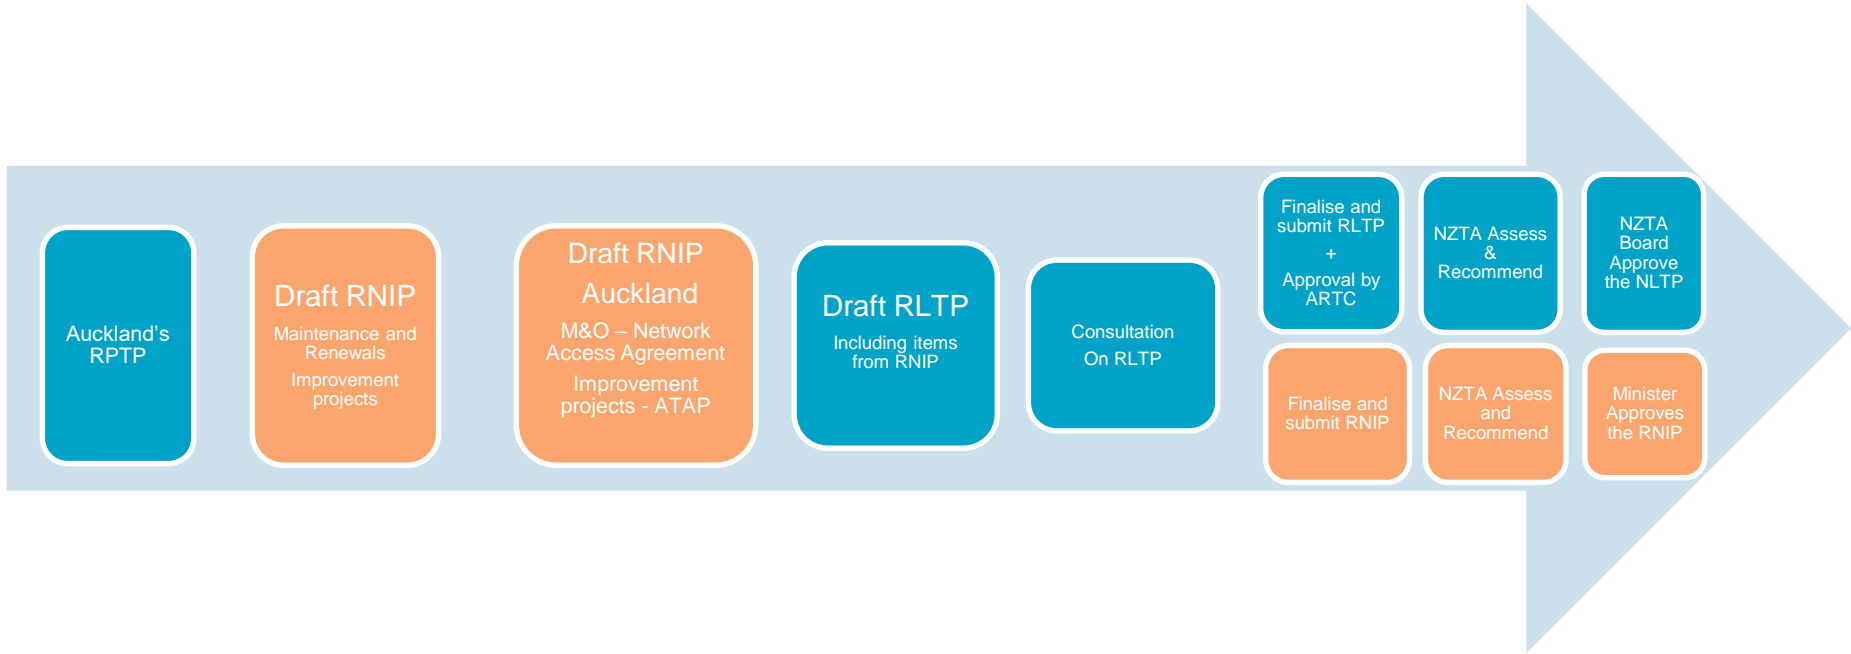 Auckland's
RPTP
Draft RNIP
Maintenance and
Renewals
Improvement
projects
Draft RNIP
Auckland
M&O – Network
Access Agreement
Improvement
projects - ATAP
Draft RLTP
Including items
from RNIP
Consultation
On RLTP
Finalise and
submit RLTP
+
Approval by
ARTC
NZTA Assess
&
Recommend
NZTA
Board
Approve
the NLTP
Finalise and
submit RNIP
NZTA Assess
and
Recommend
Minister
Approves
the RNIP